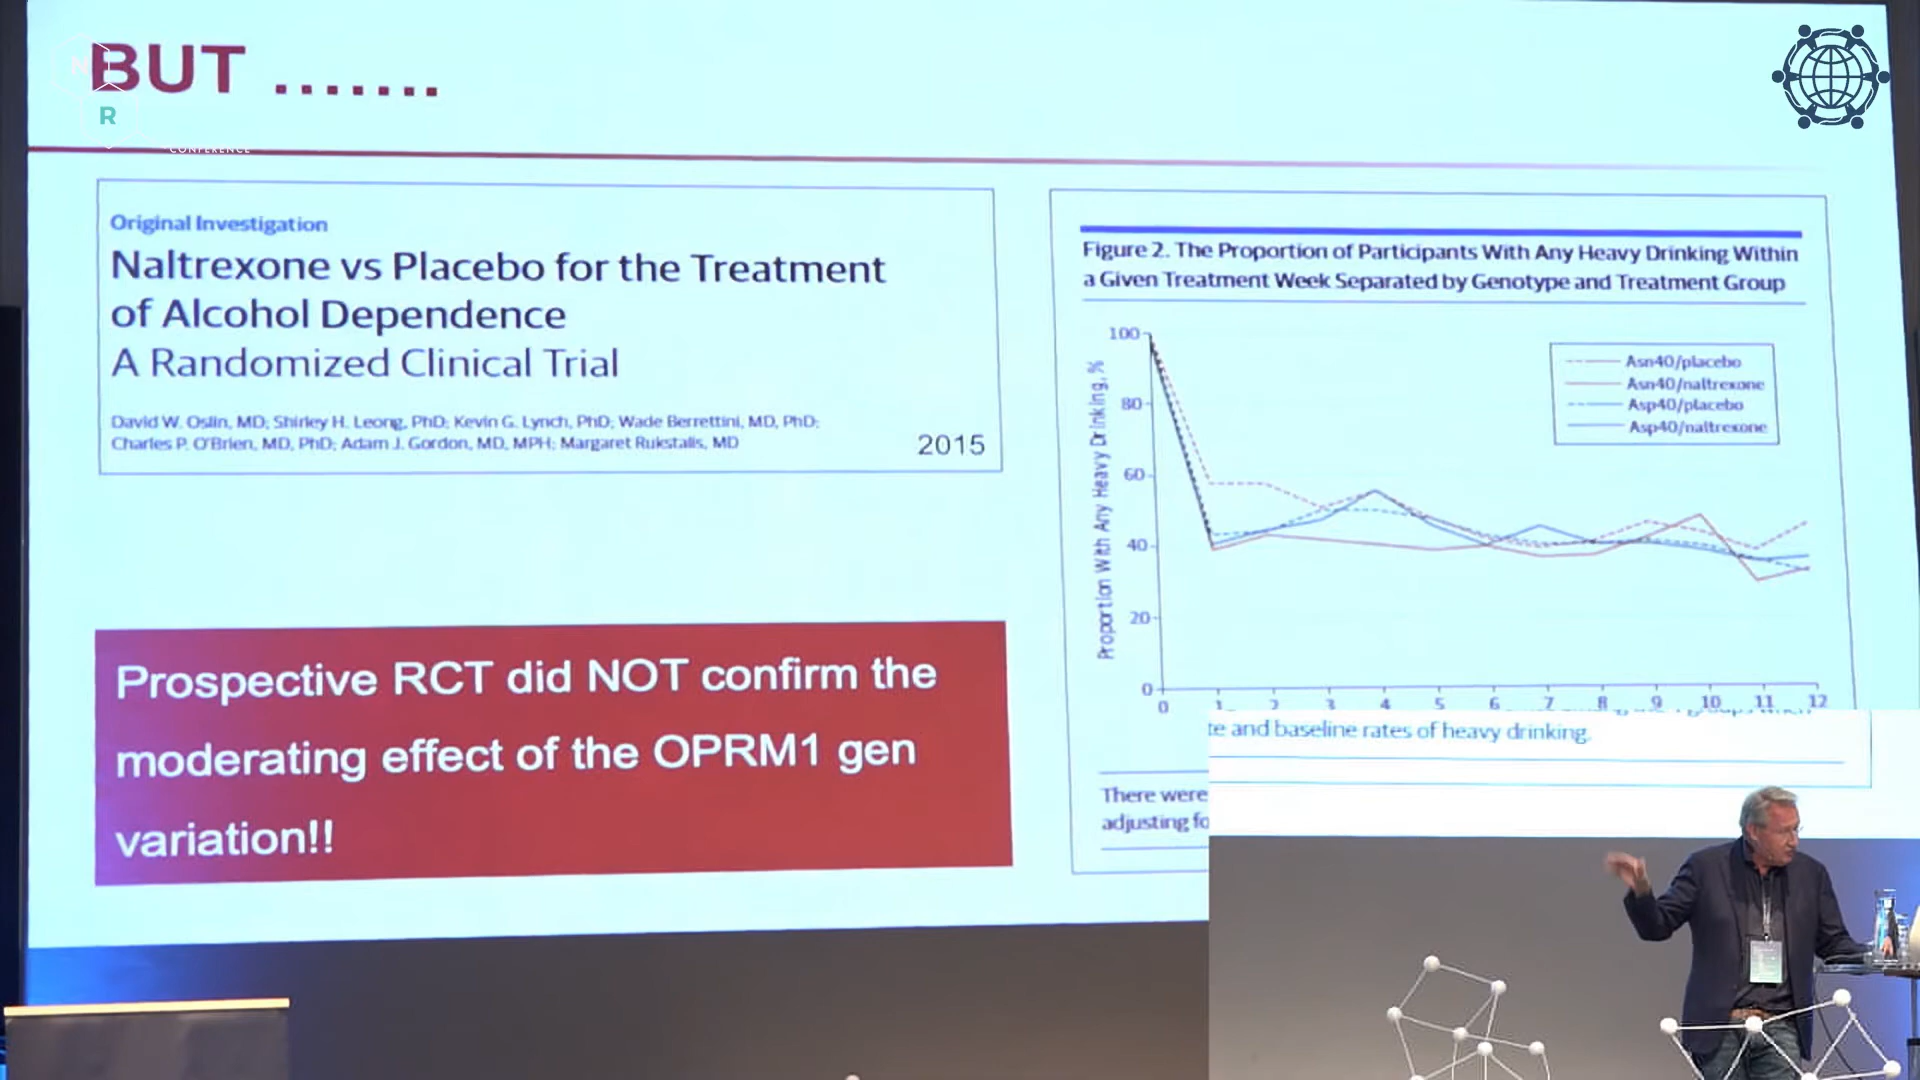 BUT .......
N
R
CONFERENCE
Original Investigation
Naltrexone vs Placebo for the Treatment
of Alcohol Dependence
A Randomized Clinical Trial
David W. Oslin, MD; Shirley H. Leong, PhD; Kevin G. Lynch, PhD; Wade Berrettini, MD, PhD;
Charles P. O'Brien, MD, PhD; Adam J. Gordon, MD, MPH; Margaret Rukstalis, MD
2015
Prospective RCT did NOT confirm the
moderating effect of the OPRM1 gen
variation!!
Figure 2. The Proportion of Participants With Any Heavy Drinking Within
a Given Treatment Week Separated by Genotype and Treatment Group
Proportion With Any Heavy Drinking, %
100
80
60
40
20
0
Asn40/placebo
Asn40/naltrexone
Asp40/placebo
Asp40/naltrexone
0 1 2 3 4 5 6 7 8 9 10 11 12
te and baseline rates of heavy drinking.
There were
adjusting fo